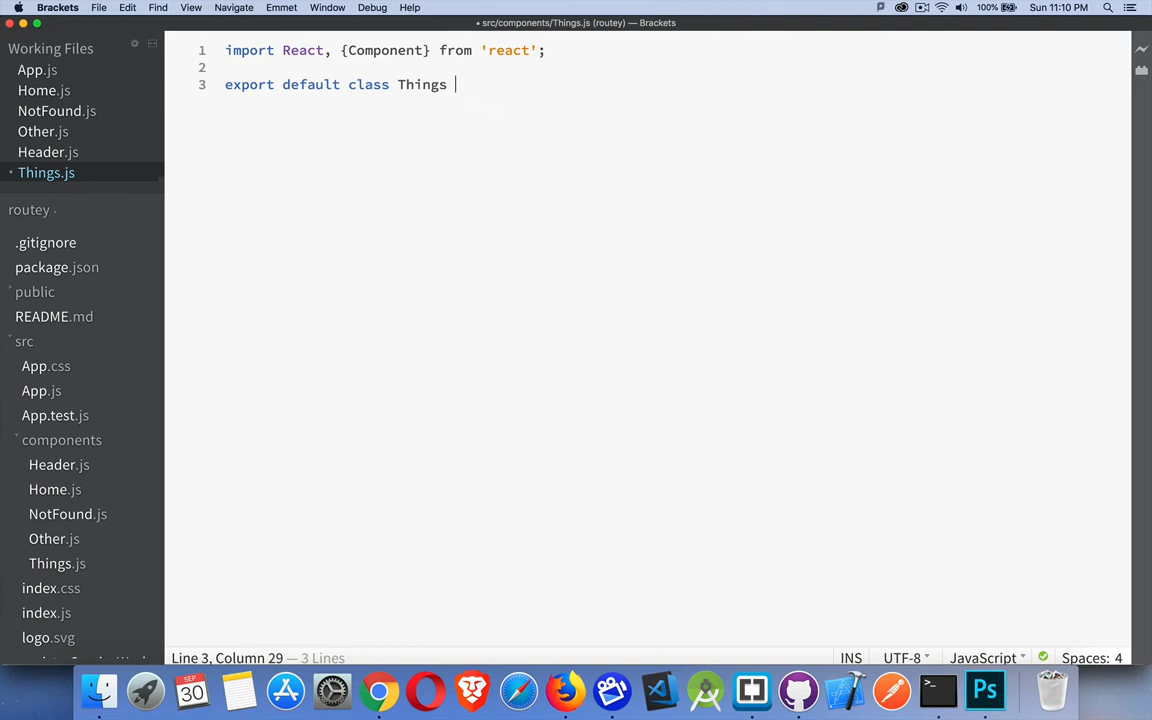 Brackets File Edit Find View Navigate Emmet Window Debug Help 100% Sun 11:10 PM
• src/components/Things.js (routey) — Brackets
Working Files
App.js
Home.js
NotFound.js
Other.js
Header.js
• Things.js
routey
.gitignore
package.json
public
README.md
src
App.css
App.js
App.test.js
components
Header.js
Home.js
NotFound.js
Other.js
Things.js
index.css
index.js
logo.svg
1 import React, {Component} from 'react';
2
3 export default class Things
Line 3, Column 29 — 3 Lines INS UTF-8 JavaScript Spaces: 4
SEP
30
>_
Ps